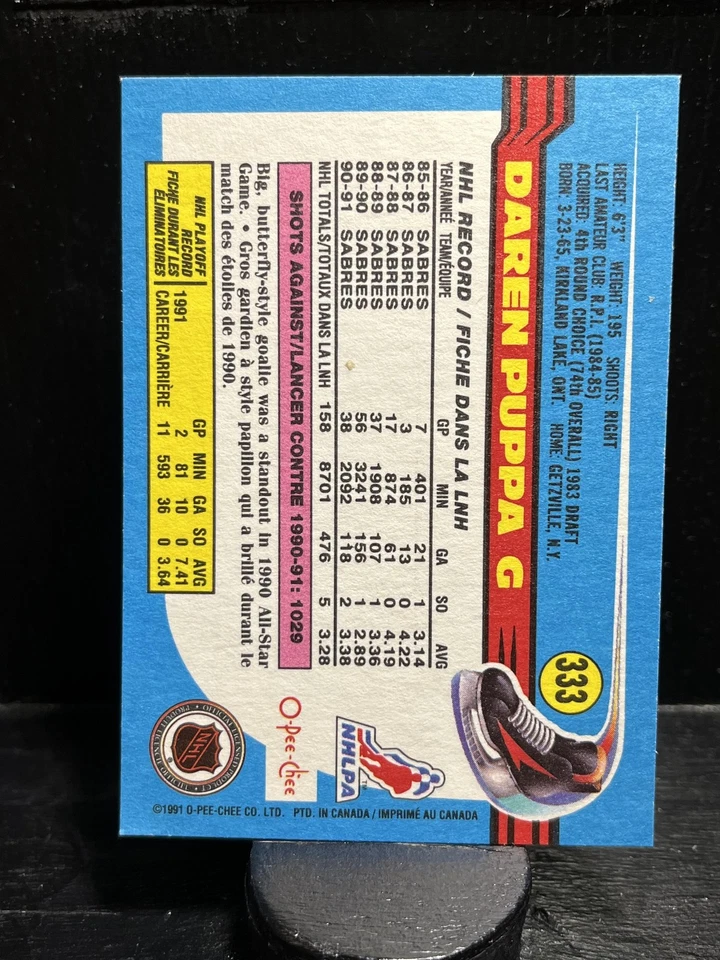 333
DAREN PUPPA G
HEIGHT: 6'3" WEIGHT: 195 SHOOTS: RIGHT
LAST AMATEUR CLUB: R.P.I. (1984-85)
ACQUIRED: 4th ROUND CHOICE (74th OVERALL) 1983 DRAFT
BORN: 3-23-65, KIRKLAND LAKE, ONT. HOME: GETZVILLE, N.Y.
NHL RECORD / FICHE DANS LA LNH
YEAR/ANNÉE TEAM/ÉQUIPE GP MIN GA SO AVG
85-86 SABRES 7 401 21 1 3.14
86-87 SABRES 3 185 13 0 4.22
87-88 SABRES 17 874 61 0 4.19
88-89 SABRES 37 1908 107 1 3.36
89-90 SABRES 56 3241 156 1 2.89
90-91 SABRES 38 2092 118 2 3.38
NHL TOTALS/TOTAUX DANS LA LNH 158 8701 476 5 3.28
SHOTS AGAINST/LANCER CONTRE 1990-91: 1029
Big, butterfly-style goalie was a standout in 1990 All-Star
Game. • Gros gardien à style papillon qui a brillé durant le
match des étoiles de 1990.
NHL PLAYOFF RECORD
FICHE DURANT LES ÉLIMINATOIRES
GP MIN GA SO AVG
1991 2 81 10 0 7.41
CAREER/CARRIÈRE 11 593 36 0 3.64
NHLPA
TM
O-Pee-Chee
NHL
OFFICIAL LICENSED PRODUCT
©1991 O-PEE-CHEE CO. LTD. PTD. IN CANADA / IMPRIMÉ AU CANADA